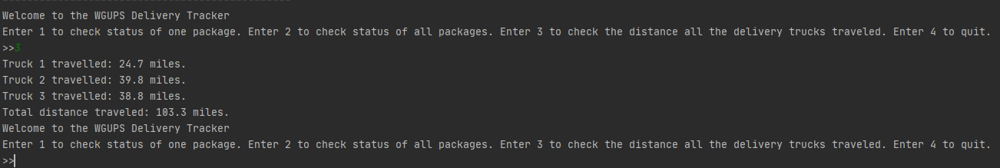 Welcome to the WGUPS Delivery Tracker
Enter 1 to check status of one package. Enter 2 to check status of all packages. Enter 3 to check the distance all the delivery trucks traveled. Enter 4 to quit.
>>3
Truck 1 travelled: 24.7 miles.
Truck 2 travelled: 39.8 miles.
Truck 3 travelled: 38.8 miles.
Total distance traveled: 103.3 miles.
Welcome to the WGUPS Delivery Tracker
Enter 1 to check status of one package. Enter 2 to check status of all packages. Enter 3 to check the distance all the delivery trucks traveled. Enter 4 to quit.
>>